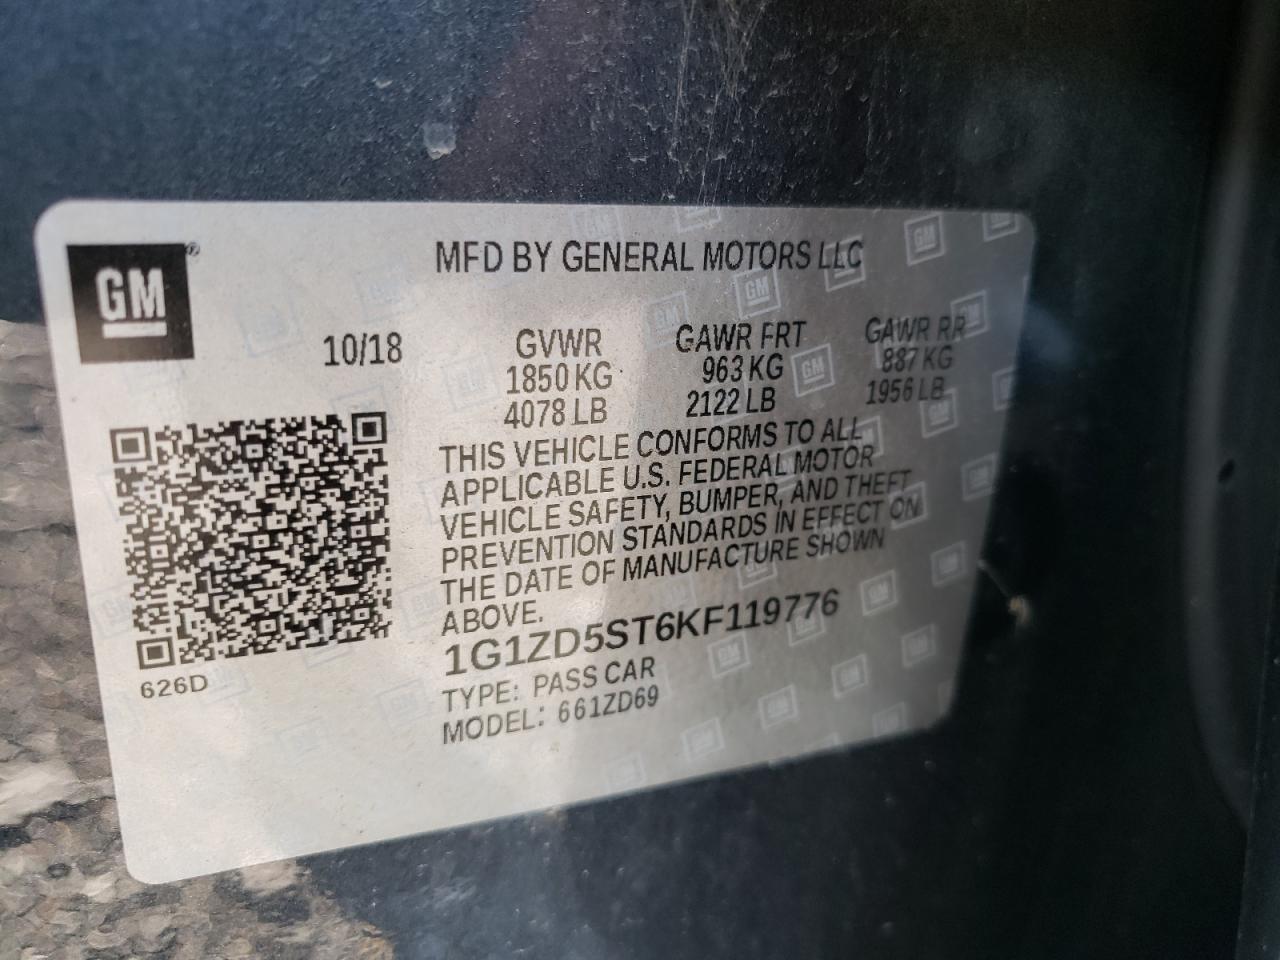 GM®
MFD BY GENERAL MOTORS LLC
10/18
GVWR
1850 KG
4078 LB
GAWR FRT
963 KG
2122 LB
GAWR RR
887 KG
1956 LB
THIS VEHICLE CONFORMS TO ALL
APPLICABLE U.S. FEDERAL MOTOR
VEHICLE SAFETY, BUMPER, AND THEFT
PREVENTION STANDARDS IN EFFECT ON
THE DATE OF MANUFACTURE SHOWN
ABOVE.
1G1ZD5ST6KF119776
TYPE: PASS CAR
MODEL: 661ZD69
626D